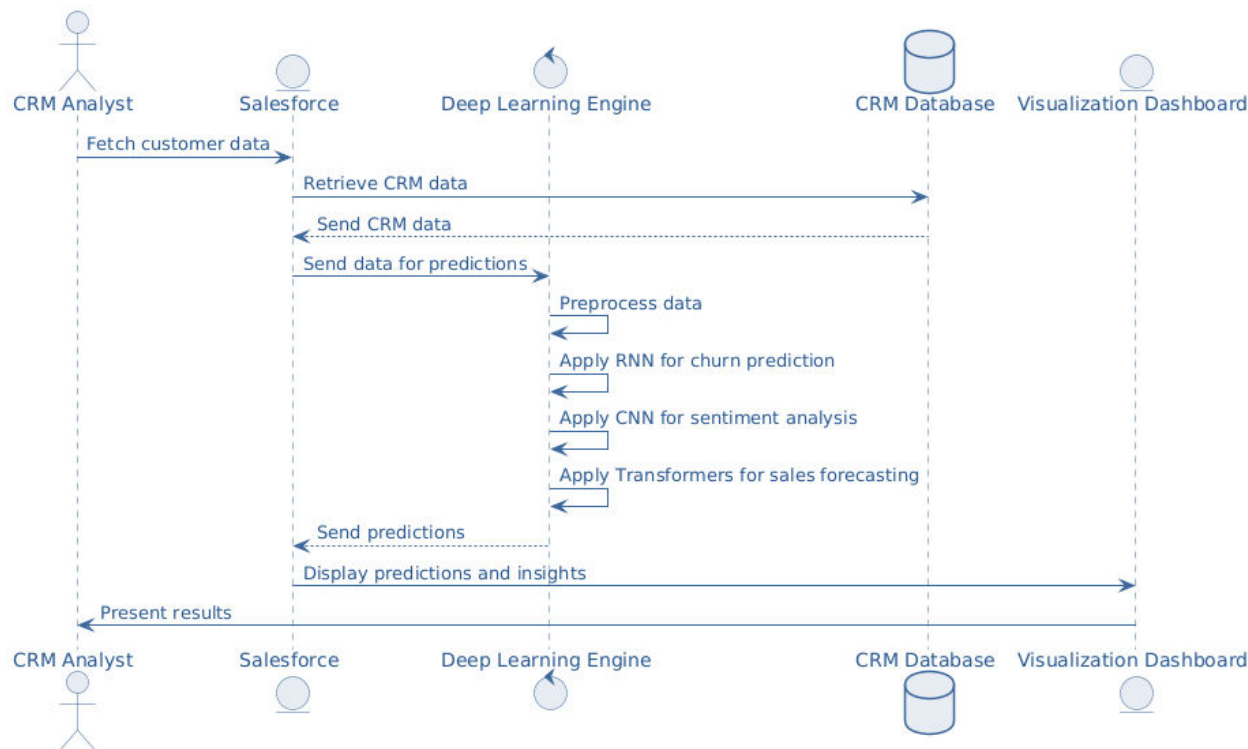 CRM Analyst
Salesforce
Deep Learning Engine
CRM Database
Visualization Dashboard
Fetch customer data
Retrieve CRM data
Send CRM data
Send data for predictions
Preprocess data
Apply RNN for churn prediction
Apply CNN for sentiment analysis
Apply Transformers for sales forecasting
Send predictions
Display predictions and insights
Present results
CRM Analyst
Salesforce
Deep Learning Engine
CRM Database
Visualization Dashboard